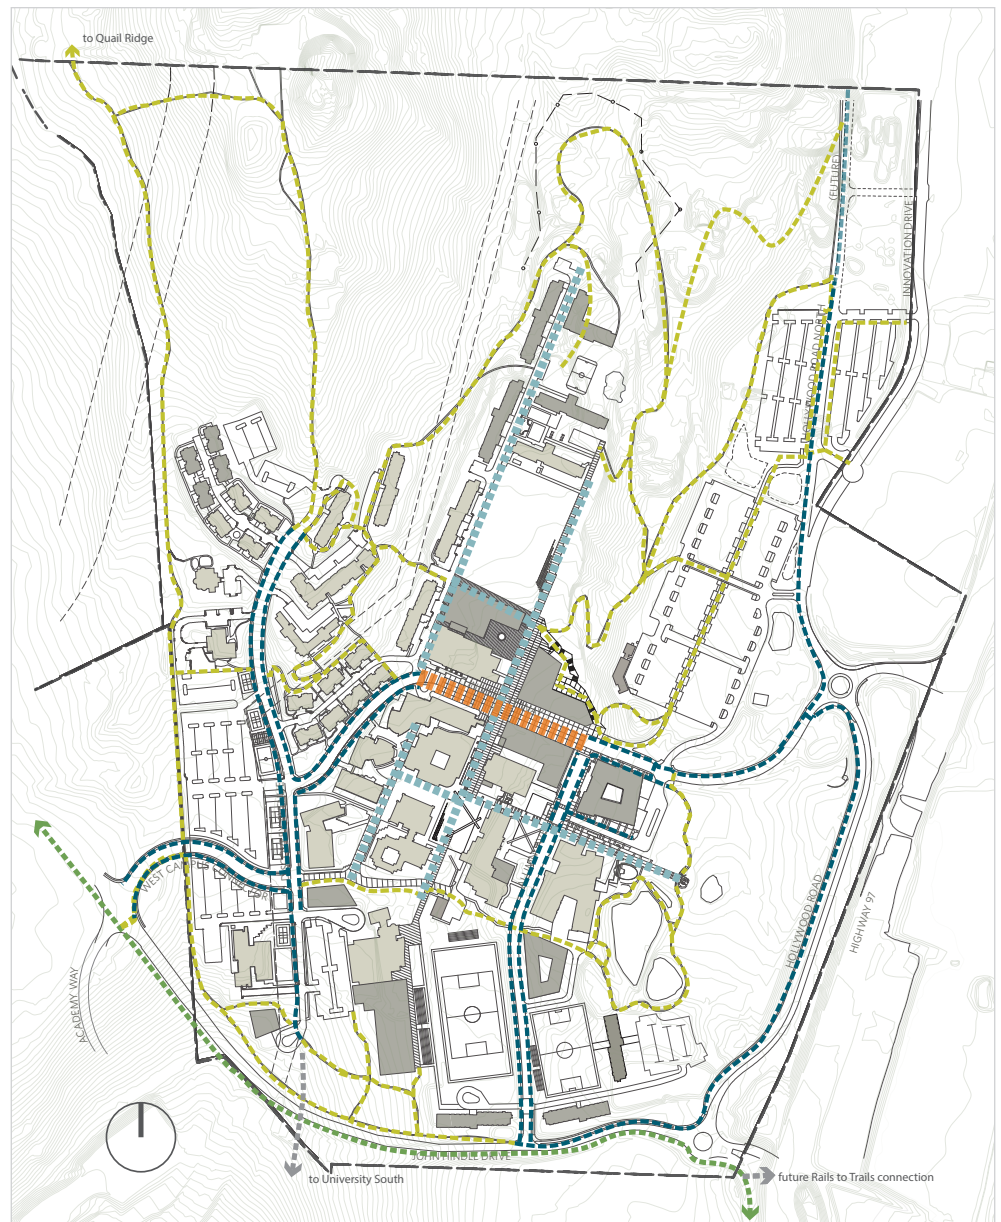 to Quail Ridge
(FUTURE)
INNOVATION DRIVE
HOLLYWOOD ROAD NORTH
WEST CAMPUS
HOLLYWOOD ROAD
HIGHWAY 97
ACADEMY WAY
JOHN HINDLE DRIVE
to University South
future Rails to Trails connection